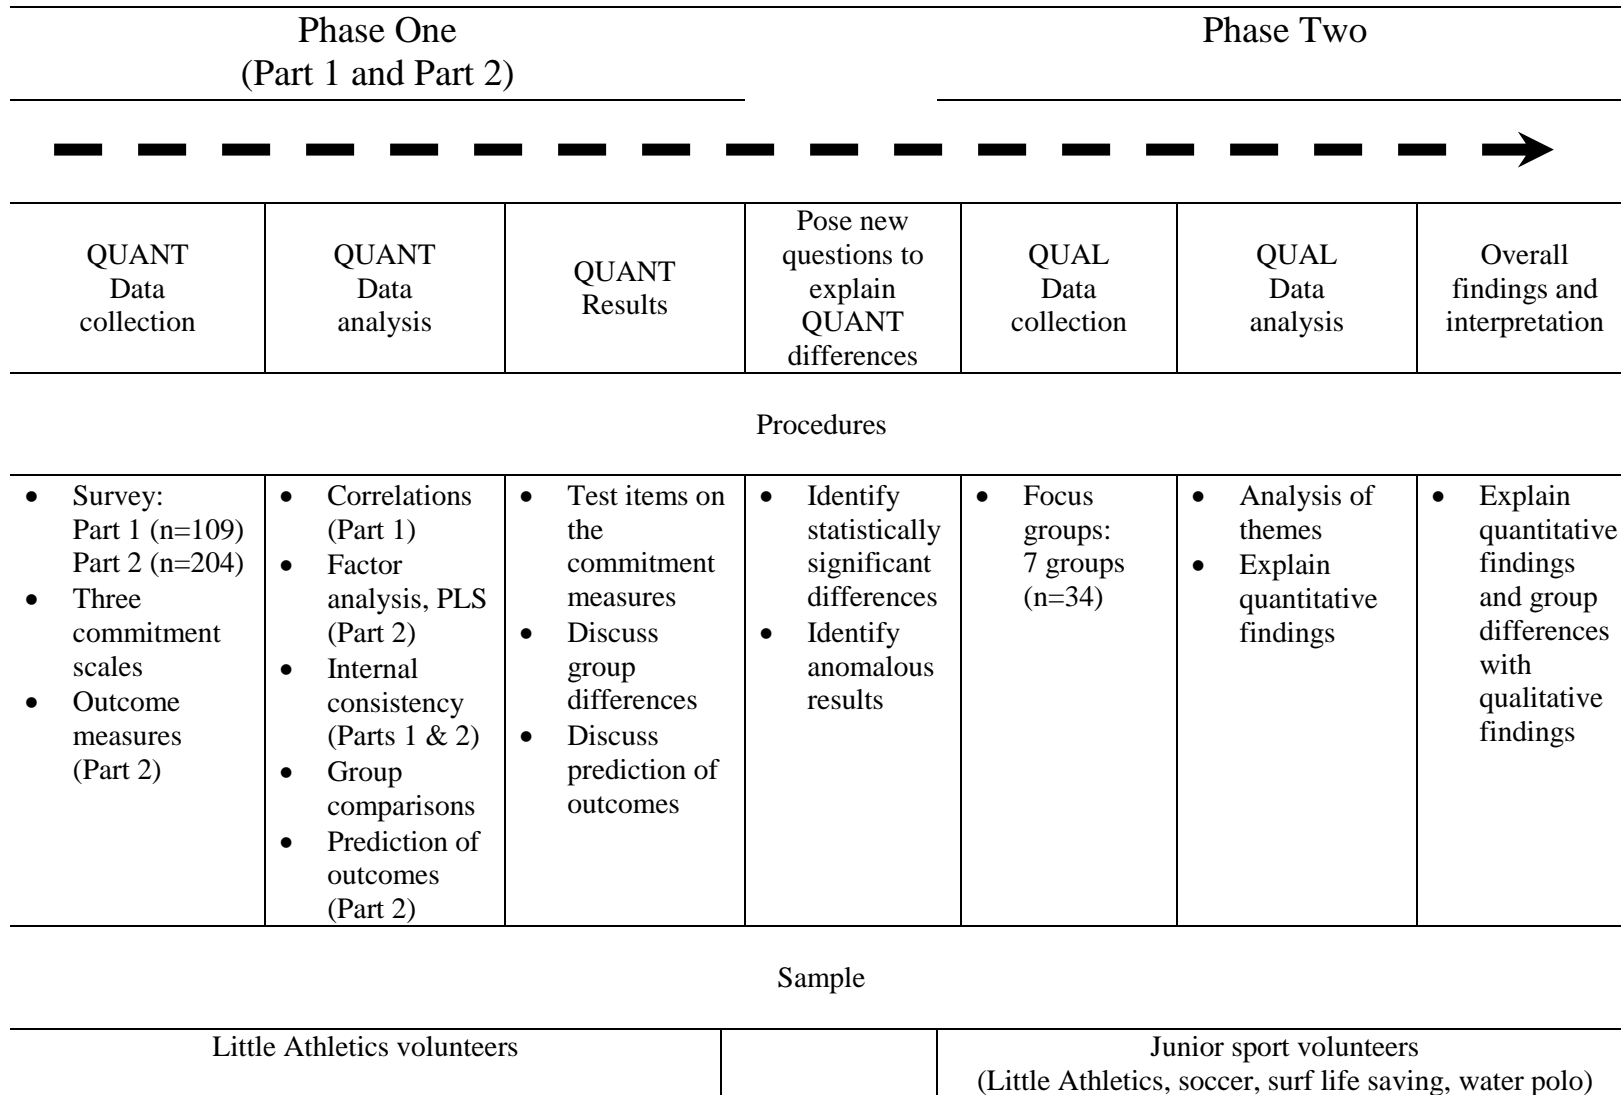 Phase One
(Part 1 and Part 2)
Phase Two
QUANT
Data
collection
QUANT
Data
analysis
QUANT
Results
Pose new
questions to
explain
QUANT
differences
QUAL
Data
collection
QUAL
Data
analysis
Overall
findings and
interpretation
Procedures
• Survey:
Part 1 (n=109)
Part 2 (n=204)
• Three
commitment
scales
• Outcome
measures
(Part 2)
• Correlations
(Part 1)
• Factor
analysis, PLS
(Part 2)
• Internal
consistency
(Parts 1 & 2)
• Group
comparisons
• Prediction of
outcomes
(Part 2)
• Test items on
the
commitment
measures
• Discuss
group
differences
• Discuss
prediction of
outcomes
• Identify
statistically
significant
differences
• Identify
anomalous
results
• Focus
groups:
7 groups
(n=34)
• Analysis of
themes
• Explain
quantitative
findings
• Explain
quantitative
findings
and group
differences
with
qualitative
findings
Sample
Little Athletics volunteers
Junior sport volunteers
(Little Athletics, soccer, surf life saving, water polo)